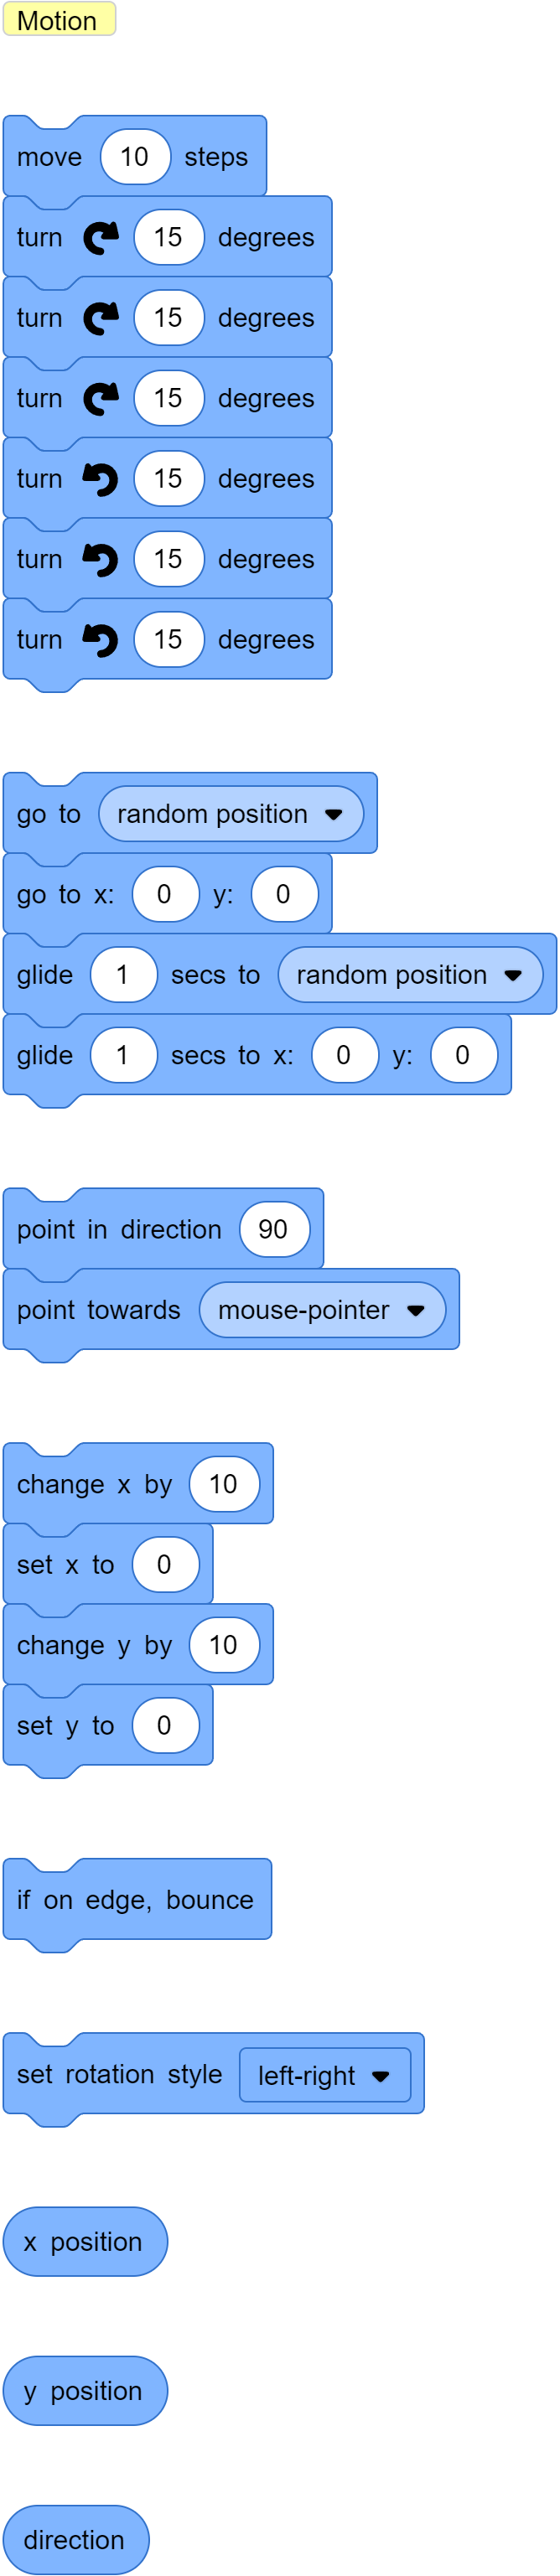 Motion
move 10 steps
turn 15 degrees
turn 15 degrees
turn 15 degrees
turn 15 degrees
turn 15 degrees
turn 15 degrees
go to random position
go to x: 0 y: 0
glide 1 secs to random position
glide 1 secs to x: 0 y: 0
point in direction 90
point towards mouse-pointer
change x by 10
set x to 0
change y by 10
set y to 0
if on edge, bounce
set rotation style left-right
x position
y position
direction